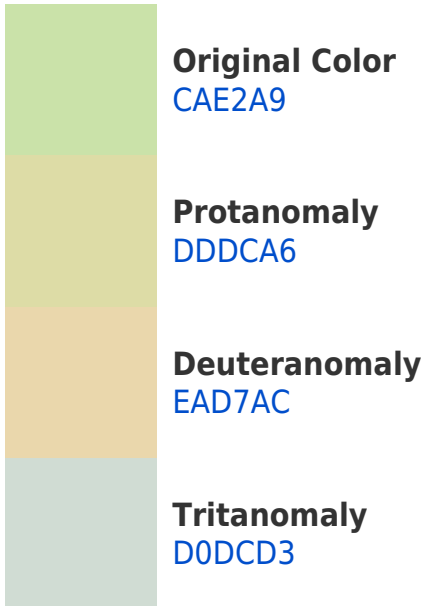 Original Color
CAE2A9
Protanomaly
DDDCA6
Deuteranomaly
EAD7AC
Tritanomaly
D0DCD3